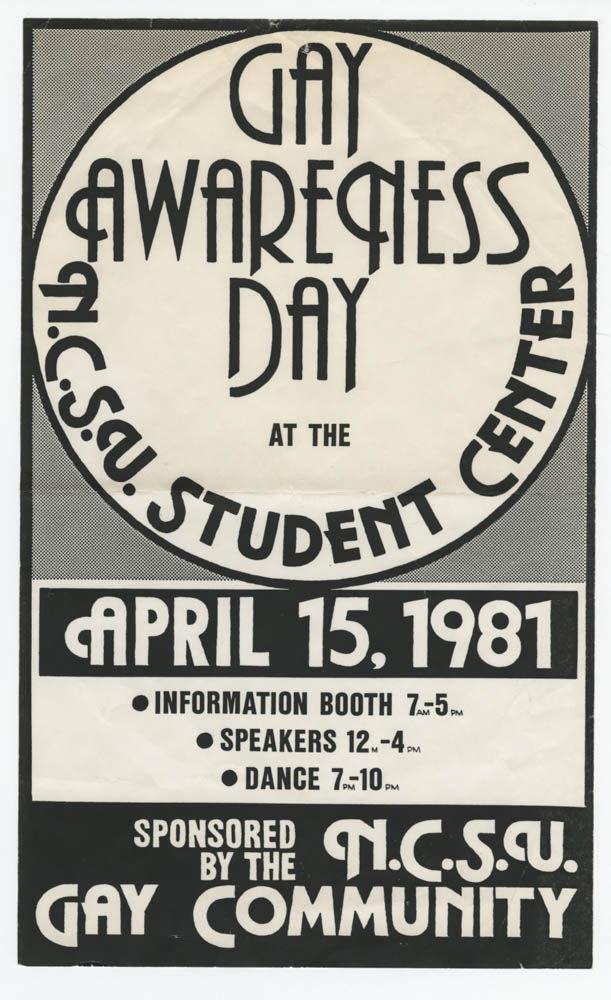 GAY
AWARENESS
DAY
AT THE
N.C.S.U. STUDENT CENTER
APRIL 15, 1981
● INFORMATION BOOTH 7AM-5PM
● SPEAKERS 12M-4PM
● DANCE 7PM-10PM
SPONSORED
BY THE
N.C.S.U.
GAY COMMUNITY